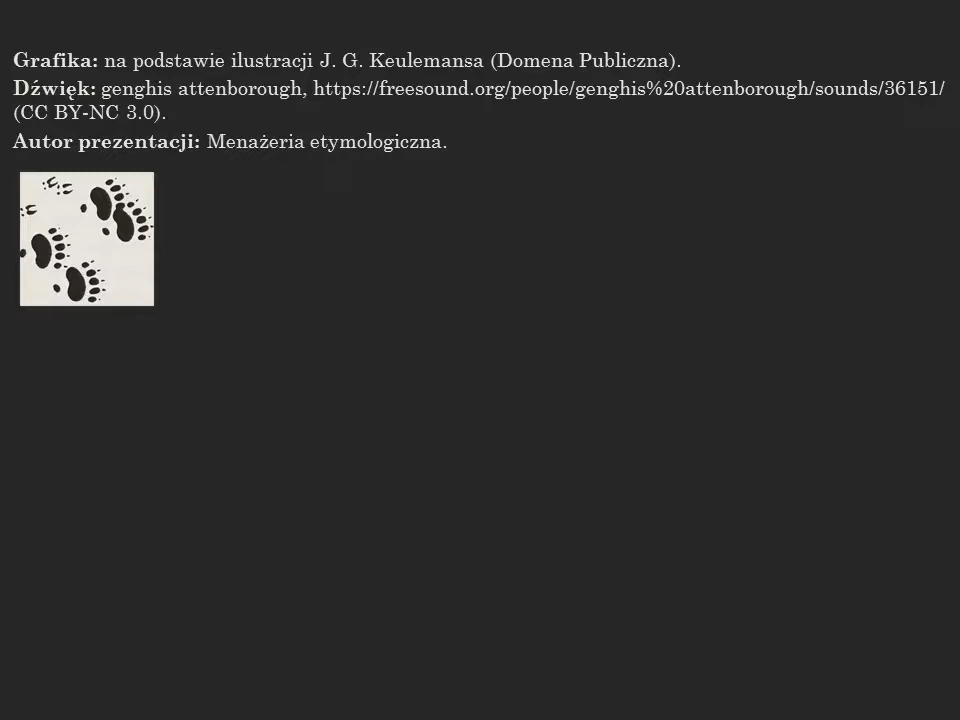 Grafika: na podstawie ilustracji J. G. Keulemansa (Domena Publiczna).
Dźwięk: genghis attenborough, https://freesound.org/people/genghis%20attenborough/sounds/36151/
(CC BY-NC 3.0).
Autor prezentacji: Menażeria etymologiczna.